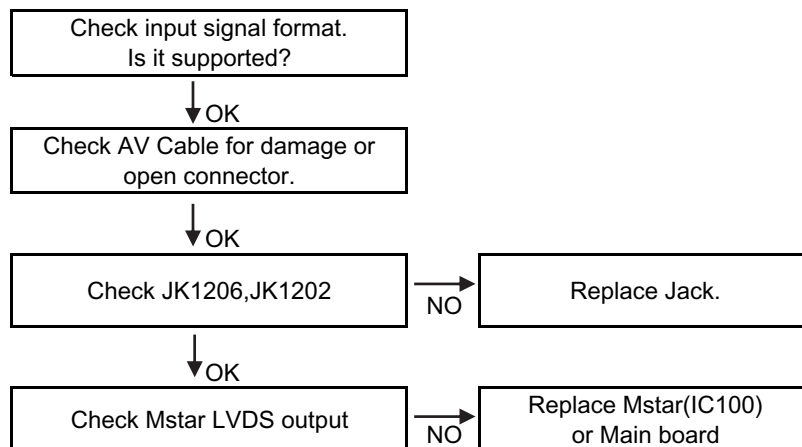 Check input signal format.
Is it supported?
OK
Check AV Cable for damage or
open connector.
OK
Check JK1206,JK1202
NO
Replace Jack.
OK
Check Mstar LVDS output
NO
Replace Mstar(IC100)
or Main board